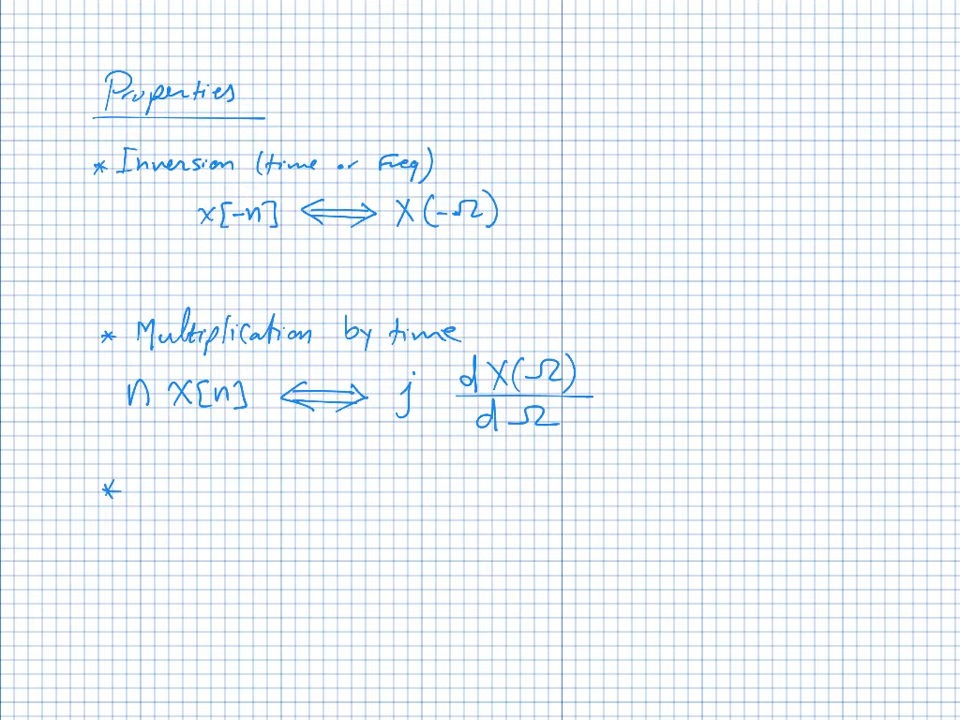 Properties
* Inversion (time or Freq)
x[-n] ⟺ X(-Ω)
* Multiplication by time
n x[n] ⟺ j dX(Ω)/dΩ
*